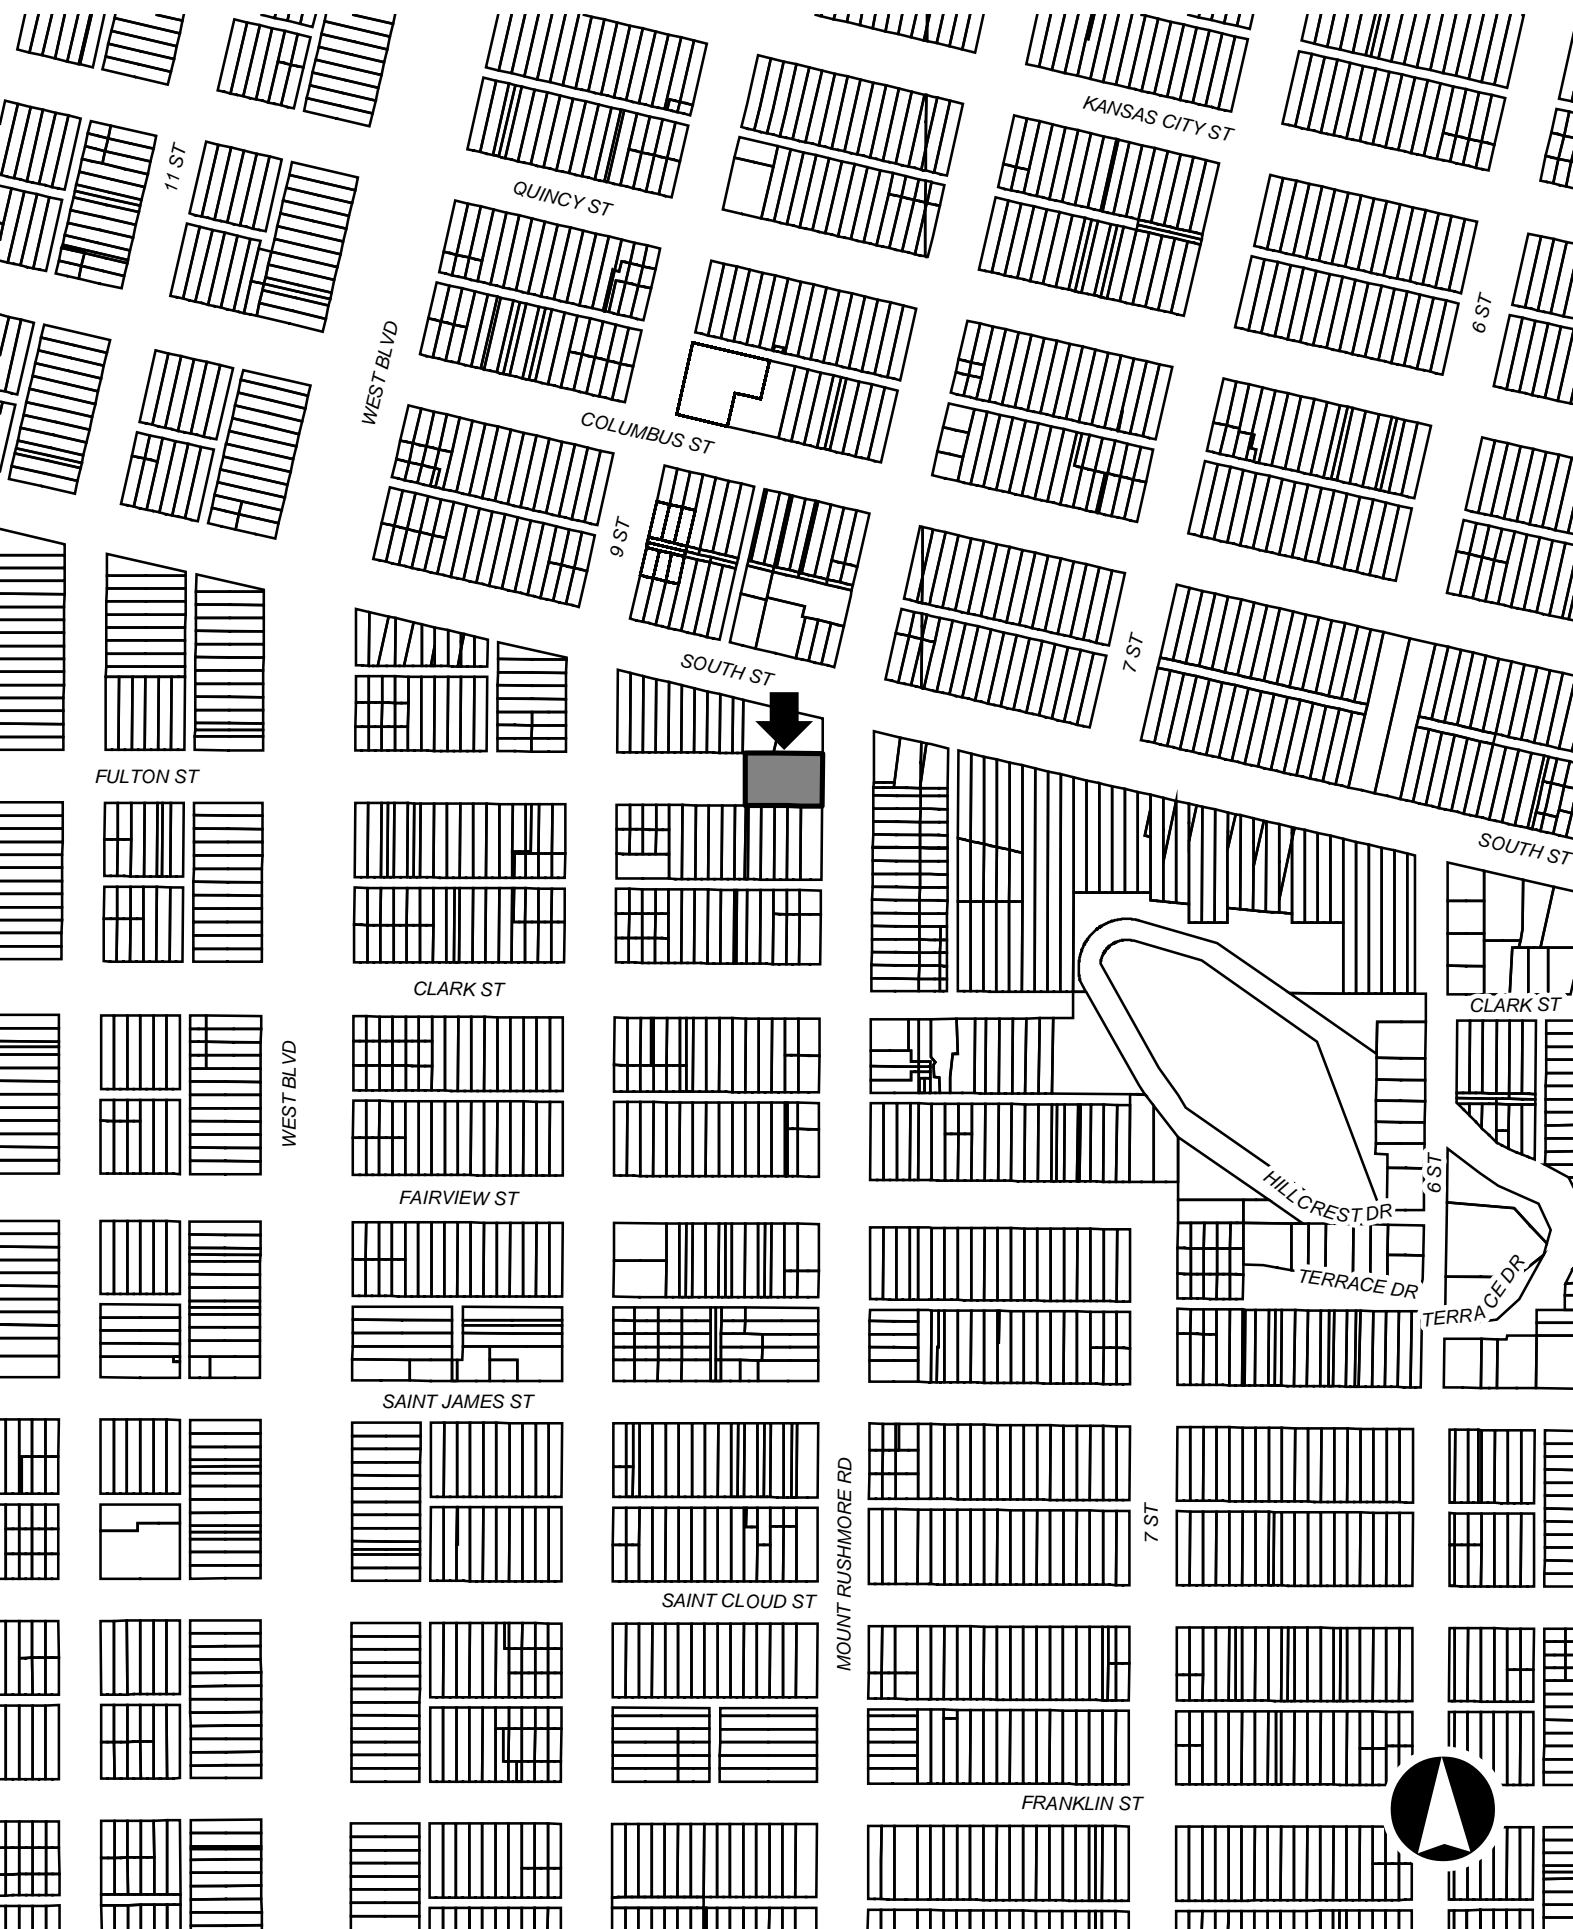 KANSAS CITY ST
11 ST
QUINCY ST
6 ST
WEST BLVD
COLUMBUS ST
9 ST
7 ST
SOUTH ST
FULTON ST
SOUTH ST
CLARK ST
CLARK ST
WEST BLVD
6 ST
FAIRVIEW ST
HILLCREST DR
TERRACE DR
TERRACE DR
SAINT JAMES ST
MOUNT RUSHMORE RD
7 ST
SAINT CLOUD ST
FRANKLIN ST